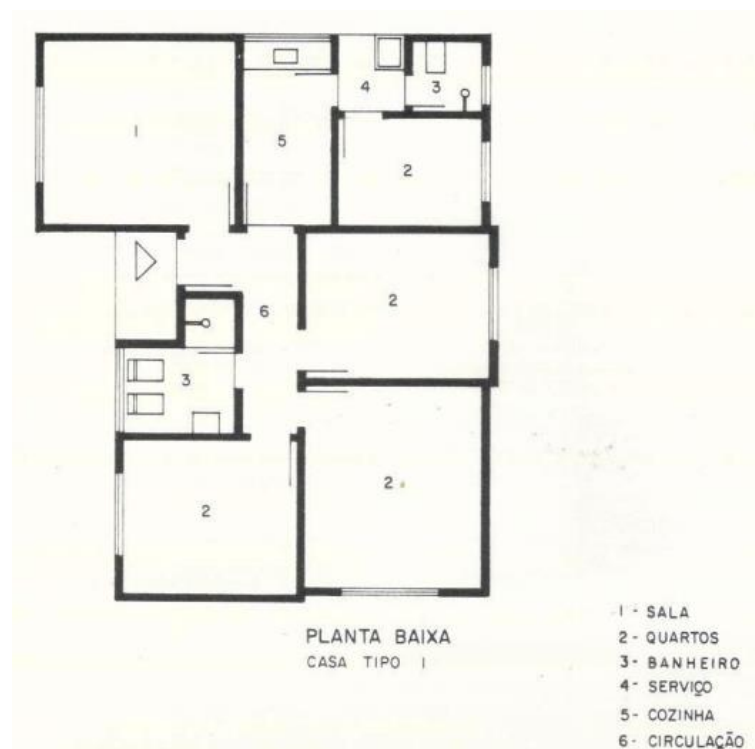 1
5
4
3
2
2
6
3
2
2
PLANTA BAIXA
CASA TIPO I
1 - SALA
2 - QUARTOS
3 - BANHEIRO
4 - SERVIÇO
5 - COZINHA
6 - CIRCULAÇÃO